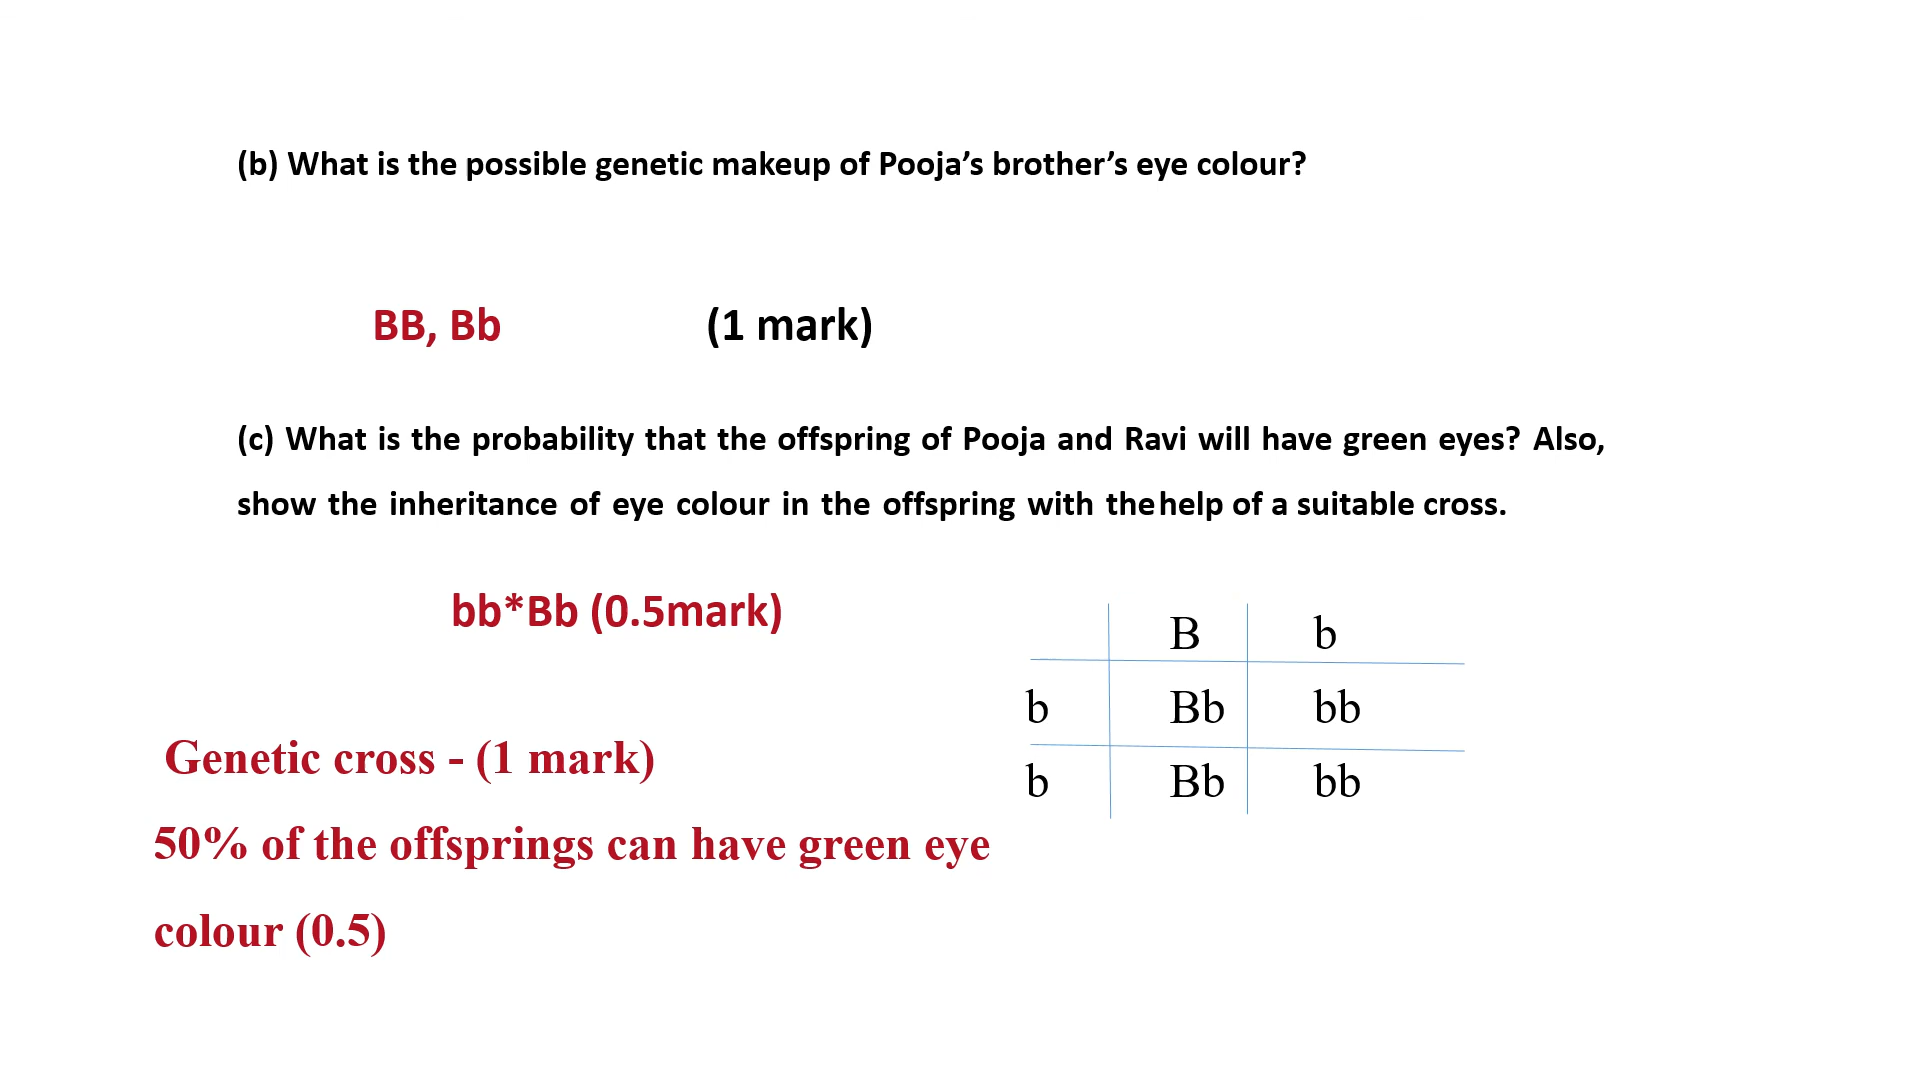 (b) What is the possible genetic makeup of Pooja’s brother’s eye colour?
BB, Bb (1 mark)
(c) What is the probability that the offspring of Pooja and Ravi will have green eyes? Also,
show the inheritance of eye colour in the offspring with thehelp of a suitable cross.
bb*Bb (0.5mark)
B b
b Bb bb
b Bb bb
Genetic cross - (1 mark)
50% of the offsprings can have green eye
colour (0.5)